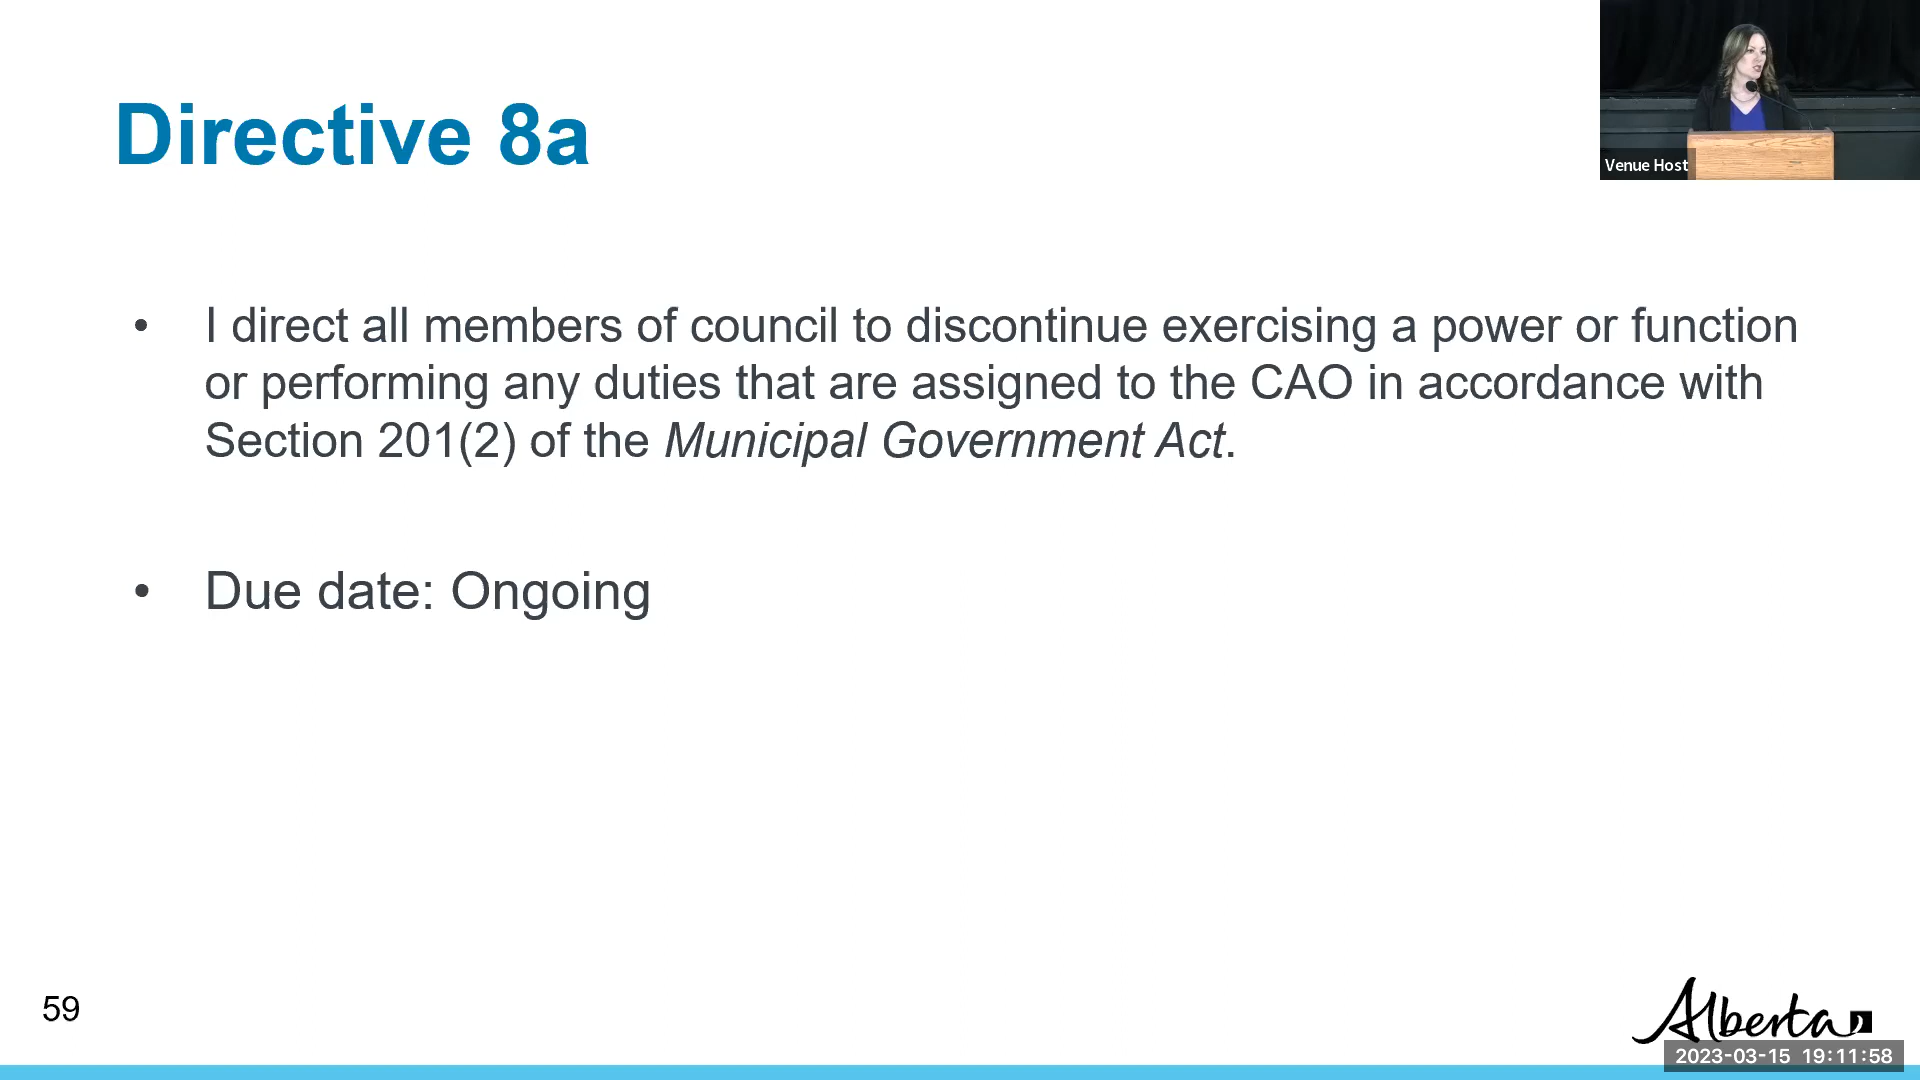 Directive 8a
Venue Host
• I direct all members of council to discontinue exercising a power or function
or performing any duties that are assigned to the CAO in accordance with
Section 201(2) of the Municipal Government Act.
• Due date: Ongoing
59
Alberta
2023-03-15 19:11:58